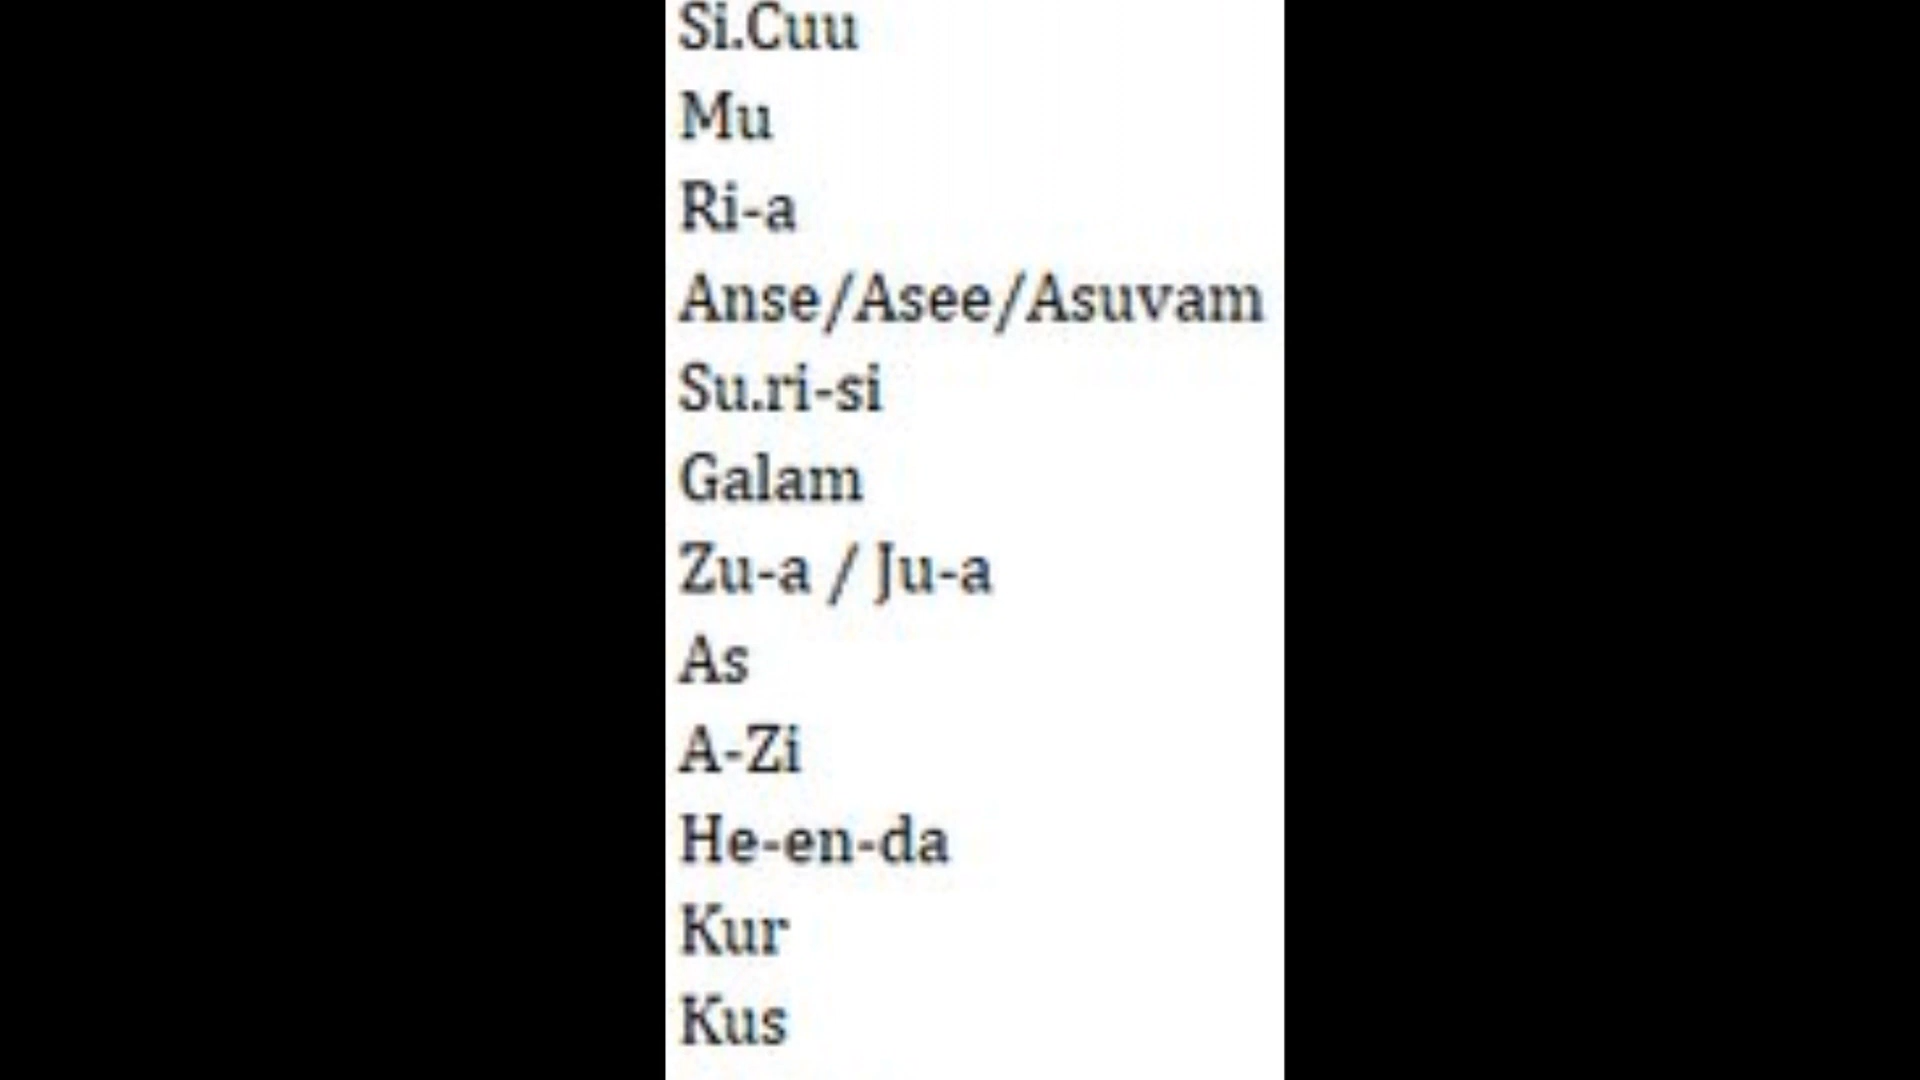 Si.Cuu
Mu
Ri-a
Anse/Asee/Asuvam
Su.ri-si
Galam
Zu-a / Ju-a
As
A-Zi
He-en-da
Kur
Kus